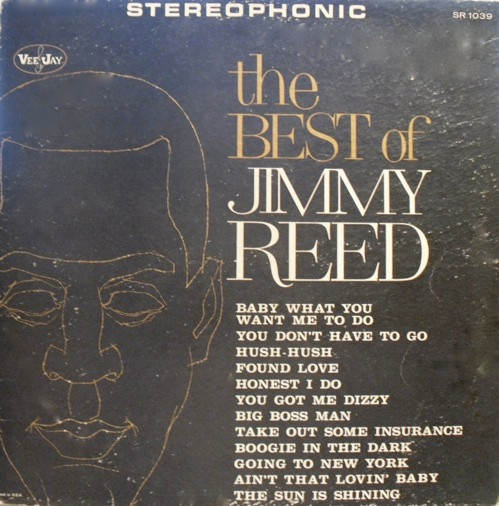 STEREOPHONIC
SR 1039
VEE JAY
the
BEST of
JIMMY
REED
BABY WHAT YOU
WANT ME TO DO
YOU DON'T HAVE TO GO
HUSH-HUSH
FOUND LOVE
HONEST I DO
YOU GOT ME DIZZY
BIG BOSS MAN
TAKE OUT SOME INSURANCE
BOOGIE IN THE DARK
GOING TO NEW YORK
AIN'T THAT LOVIN' BABY
THE SUN IS SHINING